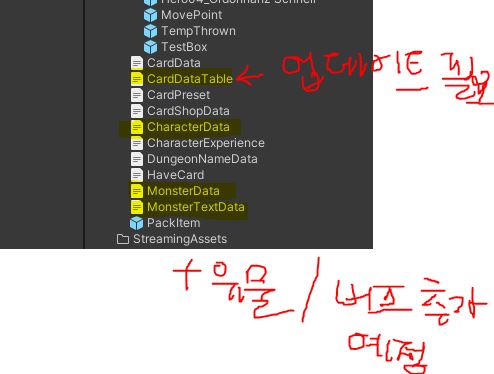 MovePoint
TempThrown
TestBox
CardData
CardDataTable ← 업데이트 필요
CardPreset
CardShopData
CharacterData
CharacterExperience
DungeonNameData
HaveCard
MonsterData
MonsterTextData
PackItem
StreamingAssets
+ 유물 / 버프 추가
예정